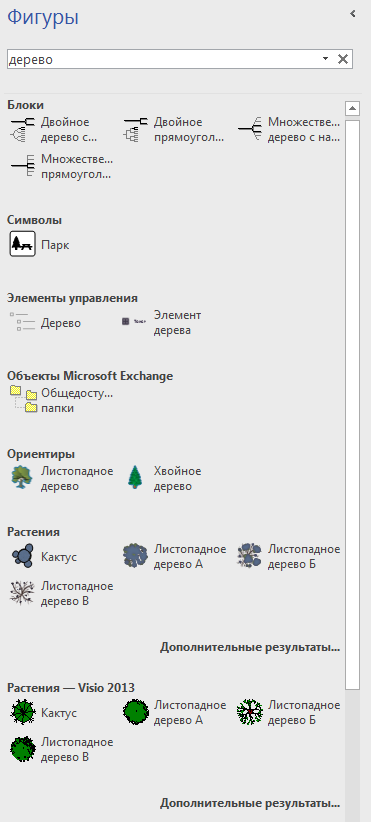 Фигуры
дерево
Блоки
Двойное дерево с...
Двойное прямоугол...
Множестве... дерево с на...
Множестве... прямоугол...
Символы
Парк
Элементы управления
Дерево
Элемент дерева
Объекты Microsoft Exchange
Общедосту... папки
Ориентиры
Листопадное дерево
Хвойное дерево
Растения
Кактус
Листопадное дерево А
Листопадное дерево Б
Листопадное дерево В
Дополнительные результаты...
Растения — Visio 2013
Кактус
Листопадное дерево А
Листопадное дерево Б
Листопадное дерево В
Дополнительные результаты...